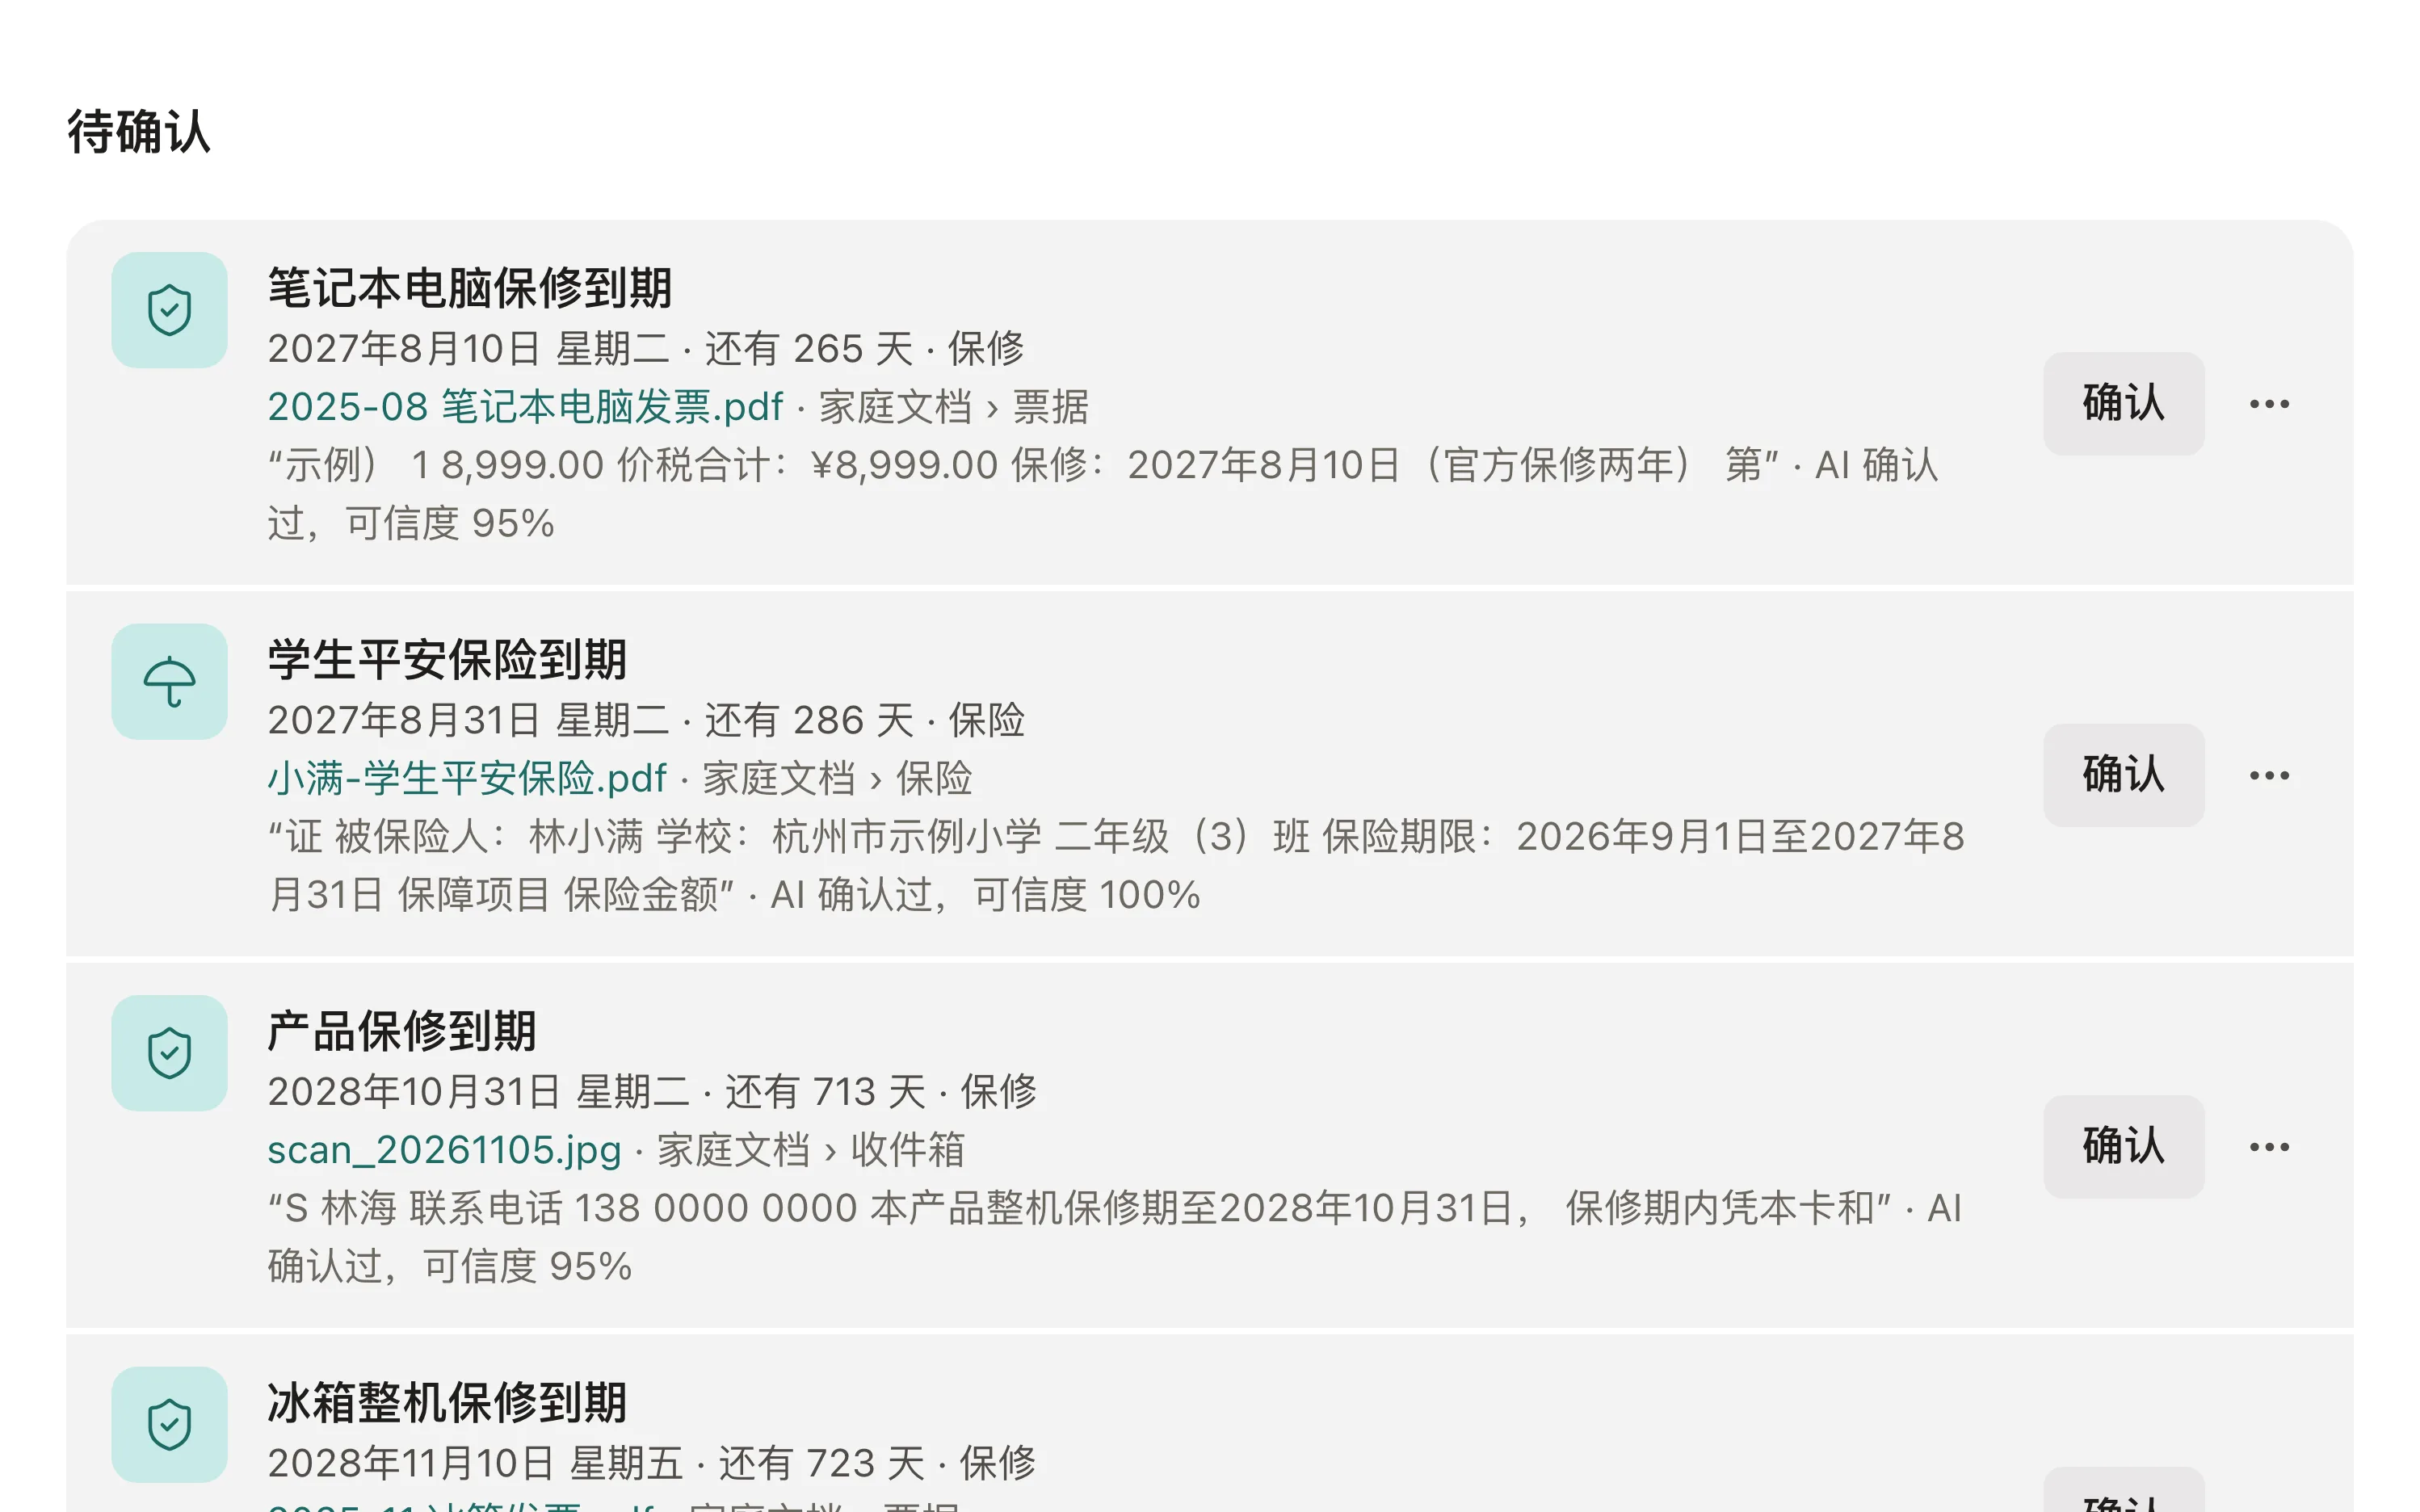 待确认
笔记本电脑保修到期
2027年8月10日 星期二 · 还有 265 天 · 保修
2025-08 笔记本电脑发票.pdf · 家庭文档 › 票据
“示例） 1 8,999.00 价税合计：¥8,999.00 保修：2027年8月10日（官方保修两年） 第” · AI 确认
过，可信度 95%
确认
学生平安保险到期
2027年8月31日 星期二 · 还有 286 天 · 保险
小满-学生平安保险.pdf · 家庭文档 › 保险
“证 被保险人：林小满 学校：杭州市示例小学 二年级（3）班 保险期限：2026年9月1日至2027年8
月31日 保障项目 保险金额” · AI 确认过，可信度 100%
确认
产品保修到期
2028年10月31日 星期二 · 还有 713 天 · 保修
scan_20261105.jpg · 家庭文档 › 收件箱
“S 林海 联系电话 138 0000 0000 本产品整机保修期至2028年10月31日， 保修期内凭本卡和” · AI
确认过，可信度 95%
确认
冰箱整机保修到期
2028年11月10日 星期五 · 还有 723 天 · 保修